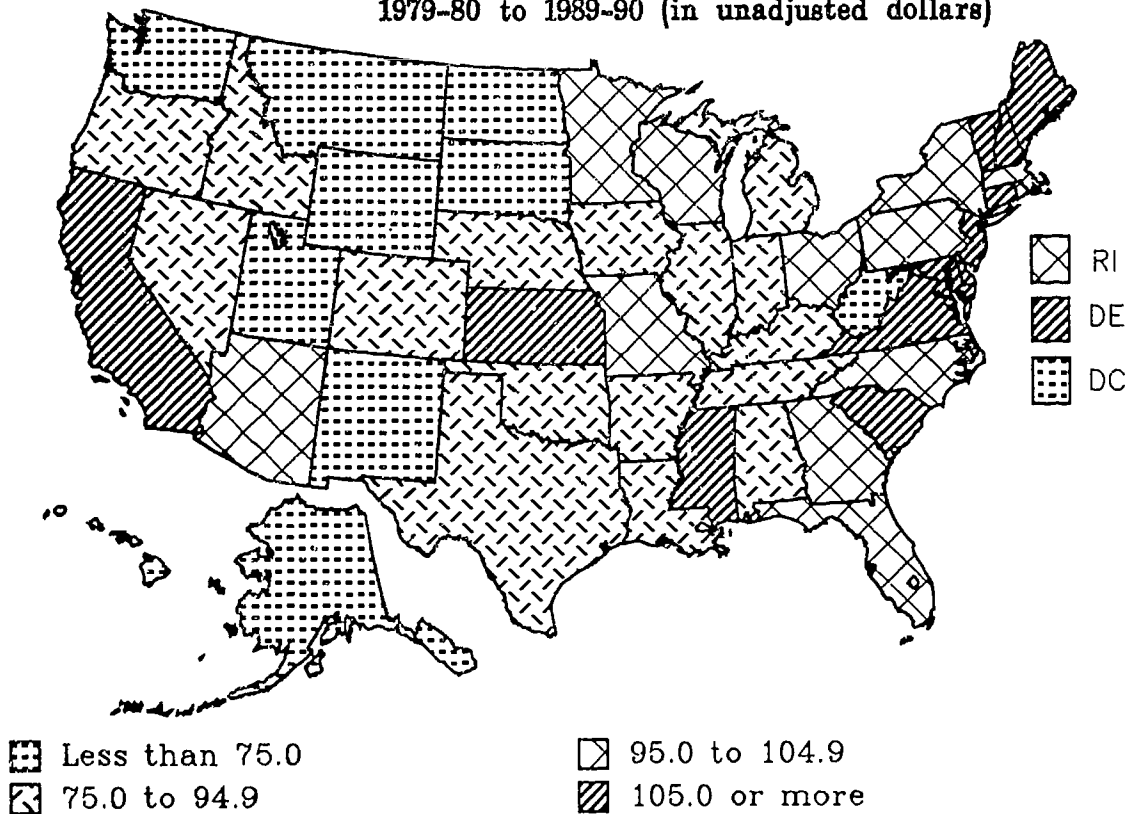 1979-80 to 1989-90 (in unadjusted dollars)
RI
DE
DC
Less than 75.0
75.0 to 94.9
95.0 to 104.9
105.0 or more